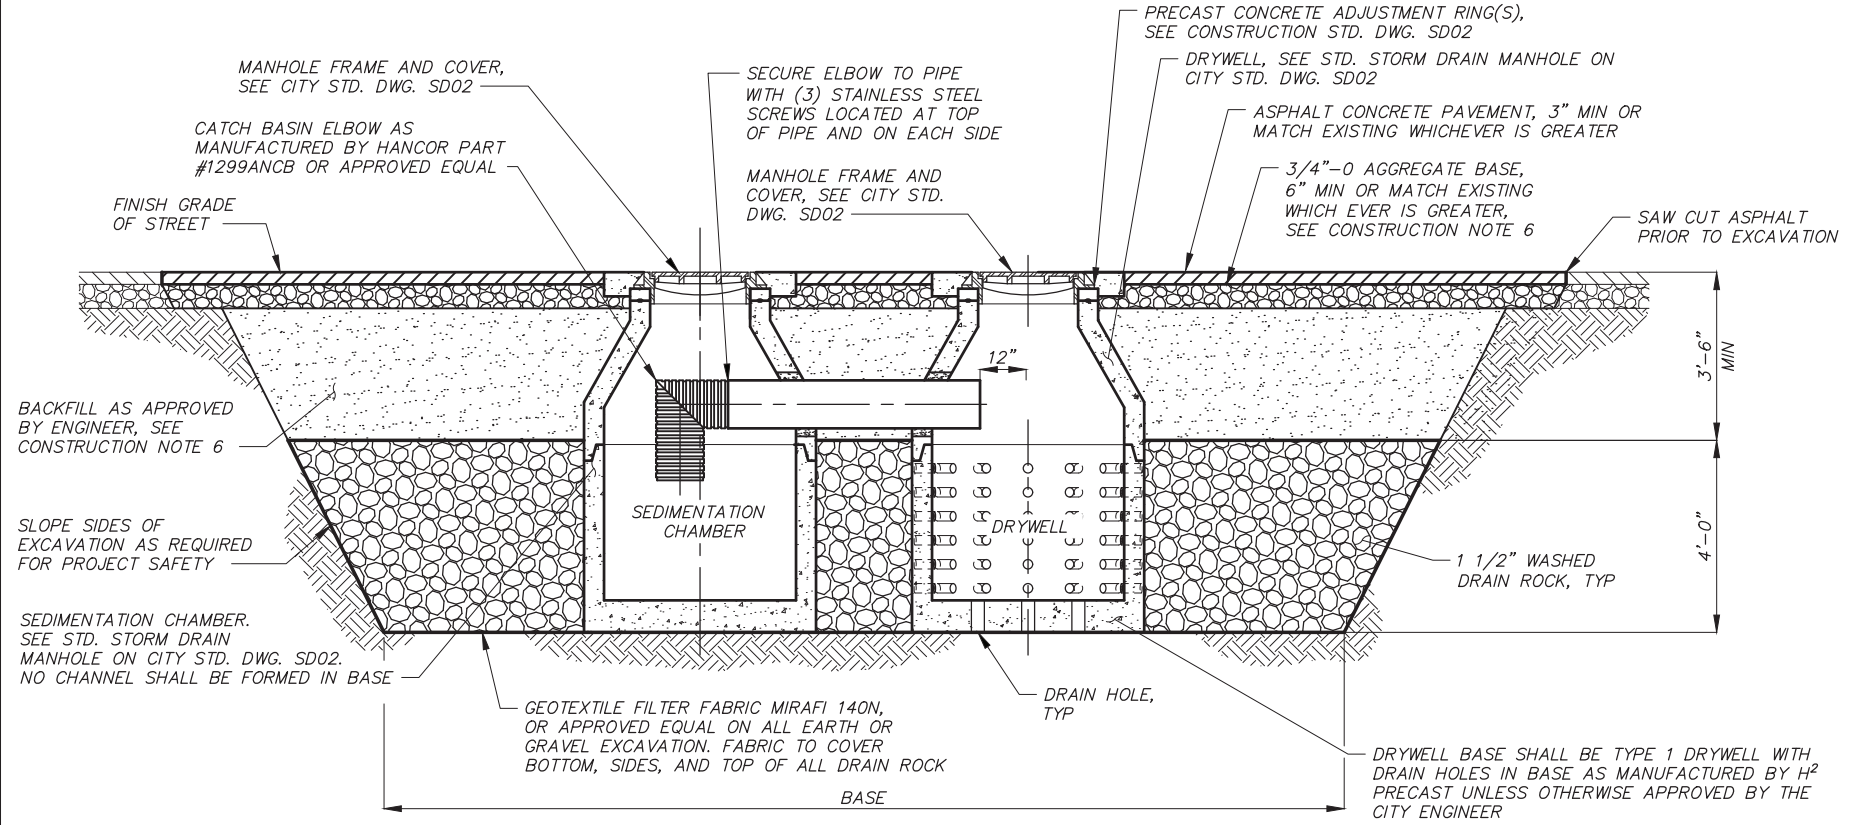 PRECAST CONCRETE ADJUSTMENT RING(S),
SEE CONSTRUCTION STD. DWG. SD02
MANHOLE FRAME AND COVER,
SEE CITY STD. DWG. SD02
SECURE ELBOW TO PIPE
WITH (3) STAINLESS STEEL
SCREWS LOCATED AT TOP
OF PIPE AND ON EACH SIDE
DRYWELL, SEE STD. STORM DRAIN MANHOLE ON
CITY STD. DWG. SD02
CATCH BASIN ELBOW AS
MANUFACTURED BY HANCOR PART
#1299ANCB OR APPROVED EQUAL
ASPHALT CONCRETE PAVEMENT, 3" MIN OR
MATCH EXISTING WHICHEVER IS GREATER
MANHOLE FRAME AND
COVER, SEE CITY STD.
DWG. SD02
3/4"-0 AGGREGATE BASE,
6" MIN OR MATCH EXISTING
WHICH EVER IS GREATER,
SEE CONSTRUCTION NOTE 6
FINISH GRADE
OF STREET
SAW CUT ASPHALT
PRIOR TO EXCAVATION
12"
3'-6"
MIN
BACKFILL AS APPROVED
BY ENGINEER, SEE
CONSTRUCTION NOTE 6
SEDIMENTATION
CHAMBER
DRYWELL
4'-0"
SLOPE SIDES OF
EXCAVATION AS REQUIRED
FOR PROJECT SAFETY
1 1/2" WASHED
DRAIN ROCK, TYP
SEDIMENTATION CHAMBER.
SEE STD. STORM DRAIN
MANHOLE ON CITY STD. DWG. SD02.
NO CHANNEL SHALL BE FORMED IN BASE
GEOTEXTILE FILTER FABRIC MIRAFI 140N,
OR APPROVED EQUAL ON ALL EARTH OR
GRAVEL EXCAVATION. FABRIC TO COVER
BOTTOM, SIDES, AND TOP OF ALL DRAIN ROCK
DRAIN HOLE,
TYP
DRYWELL BASE SHALL BE TYPE 1 DRYWELL WITH
DRAIN HOLES IN BASE AS MANUFACTURED BY H²
PRECAST UNLESS OTHERWISE APPROVED BY THE
CITY ENGINEER
BASE